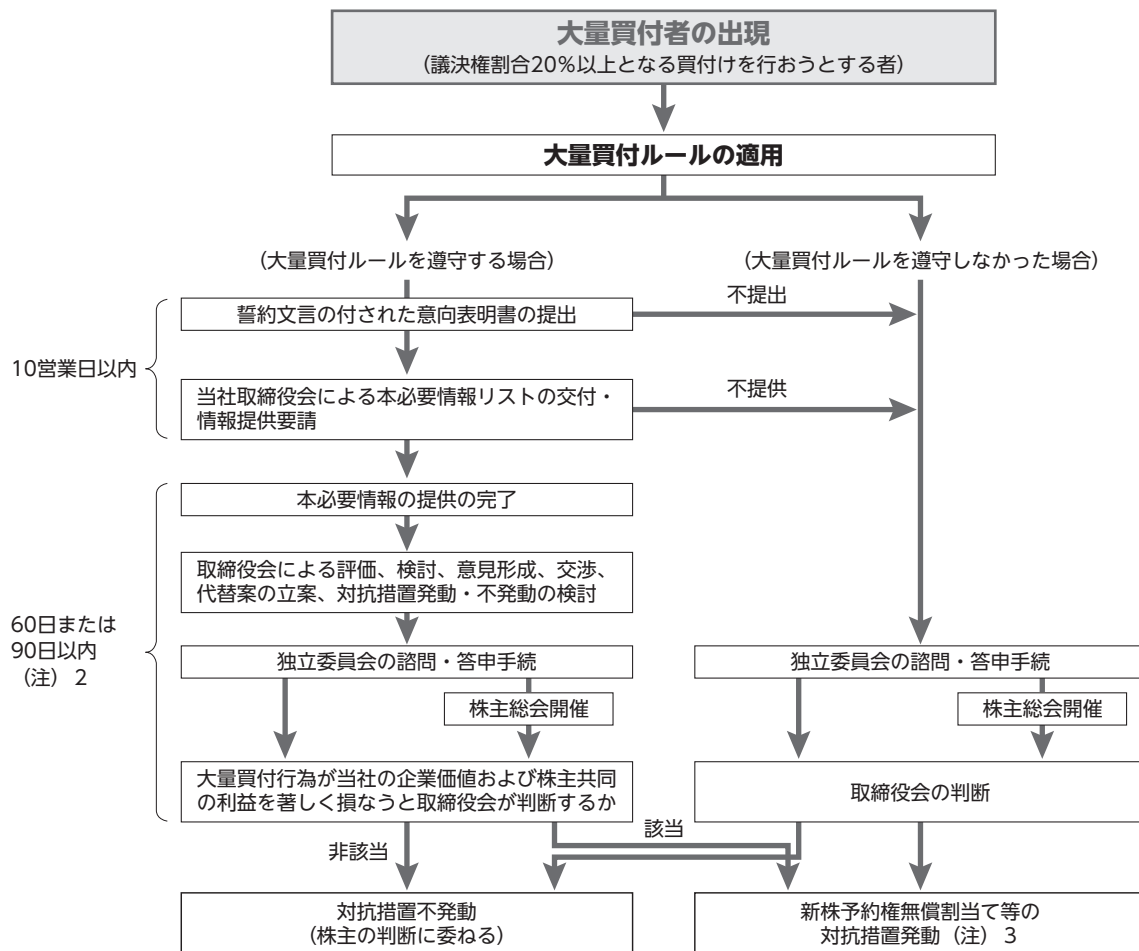 大量買付者の出現
(議決権割合20%以上となる買付けを行おうとする者)
大量買付ルールの適用
(大量買付ルールを遵守する場合)
(大量買付ルールを遵守しなかった場合)
誓約文言の付された意向表明書の提出
不提出
10営業日以内
当社取締役会による本必要情報リストの交付・
情報提供要請
不提供
本必要情報の提供の完了
取締役会による評価、検討、意見形成、交渉、
代替案の立案、対抗措置発動・不発動の検討
60日または
90日以内
(注)2
独立委員会の諮問・答申手続
独立委員会の諮問・答申手続
株主総会開催
株主総会開催
大量買付行為が当社の企業価値および株主共同
の利益を著しく損なうと取締役会が判断するか
取締役会の判断
非該当
該当
対抗措置不発動
(株主の判断に委ねる)
新株予約権無償割当て等の
対抗措置発動(注)3